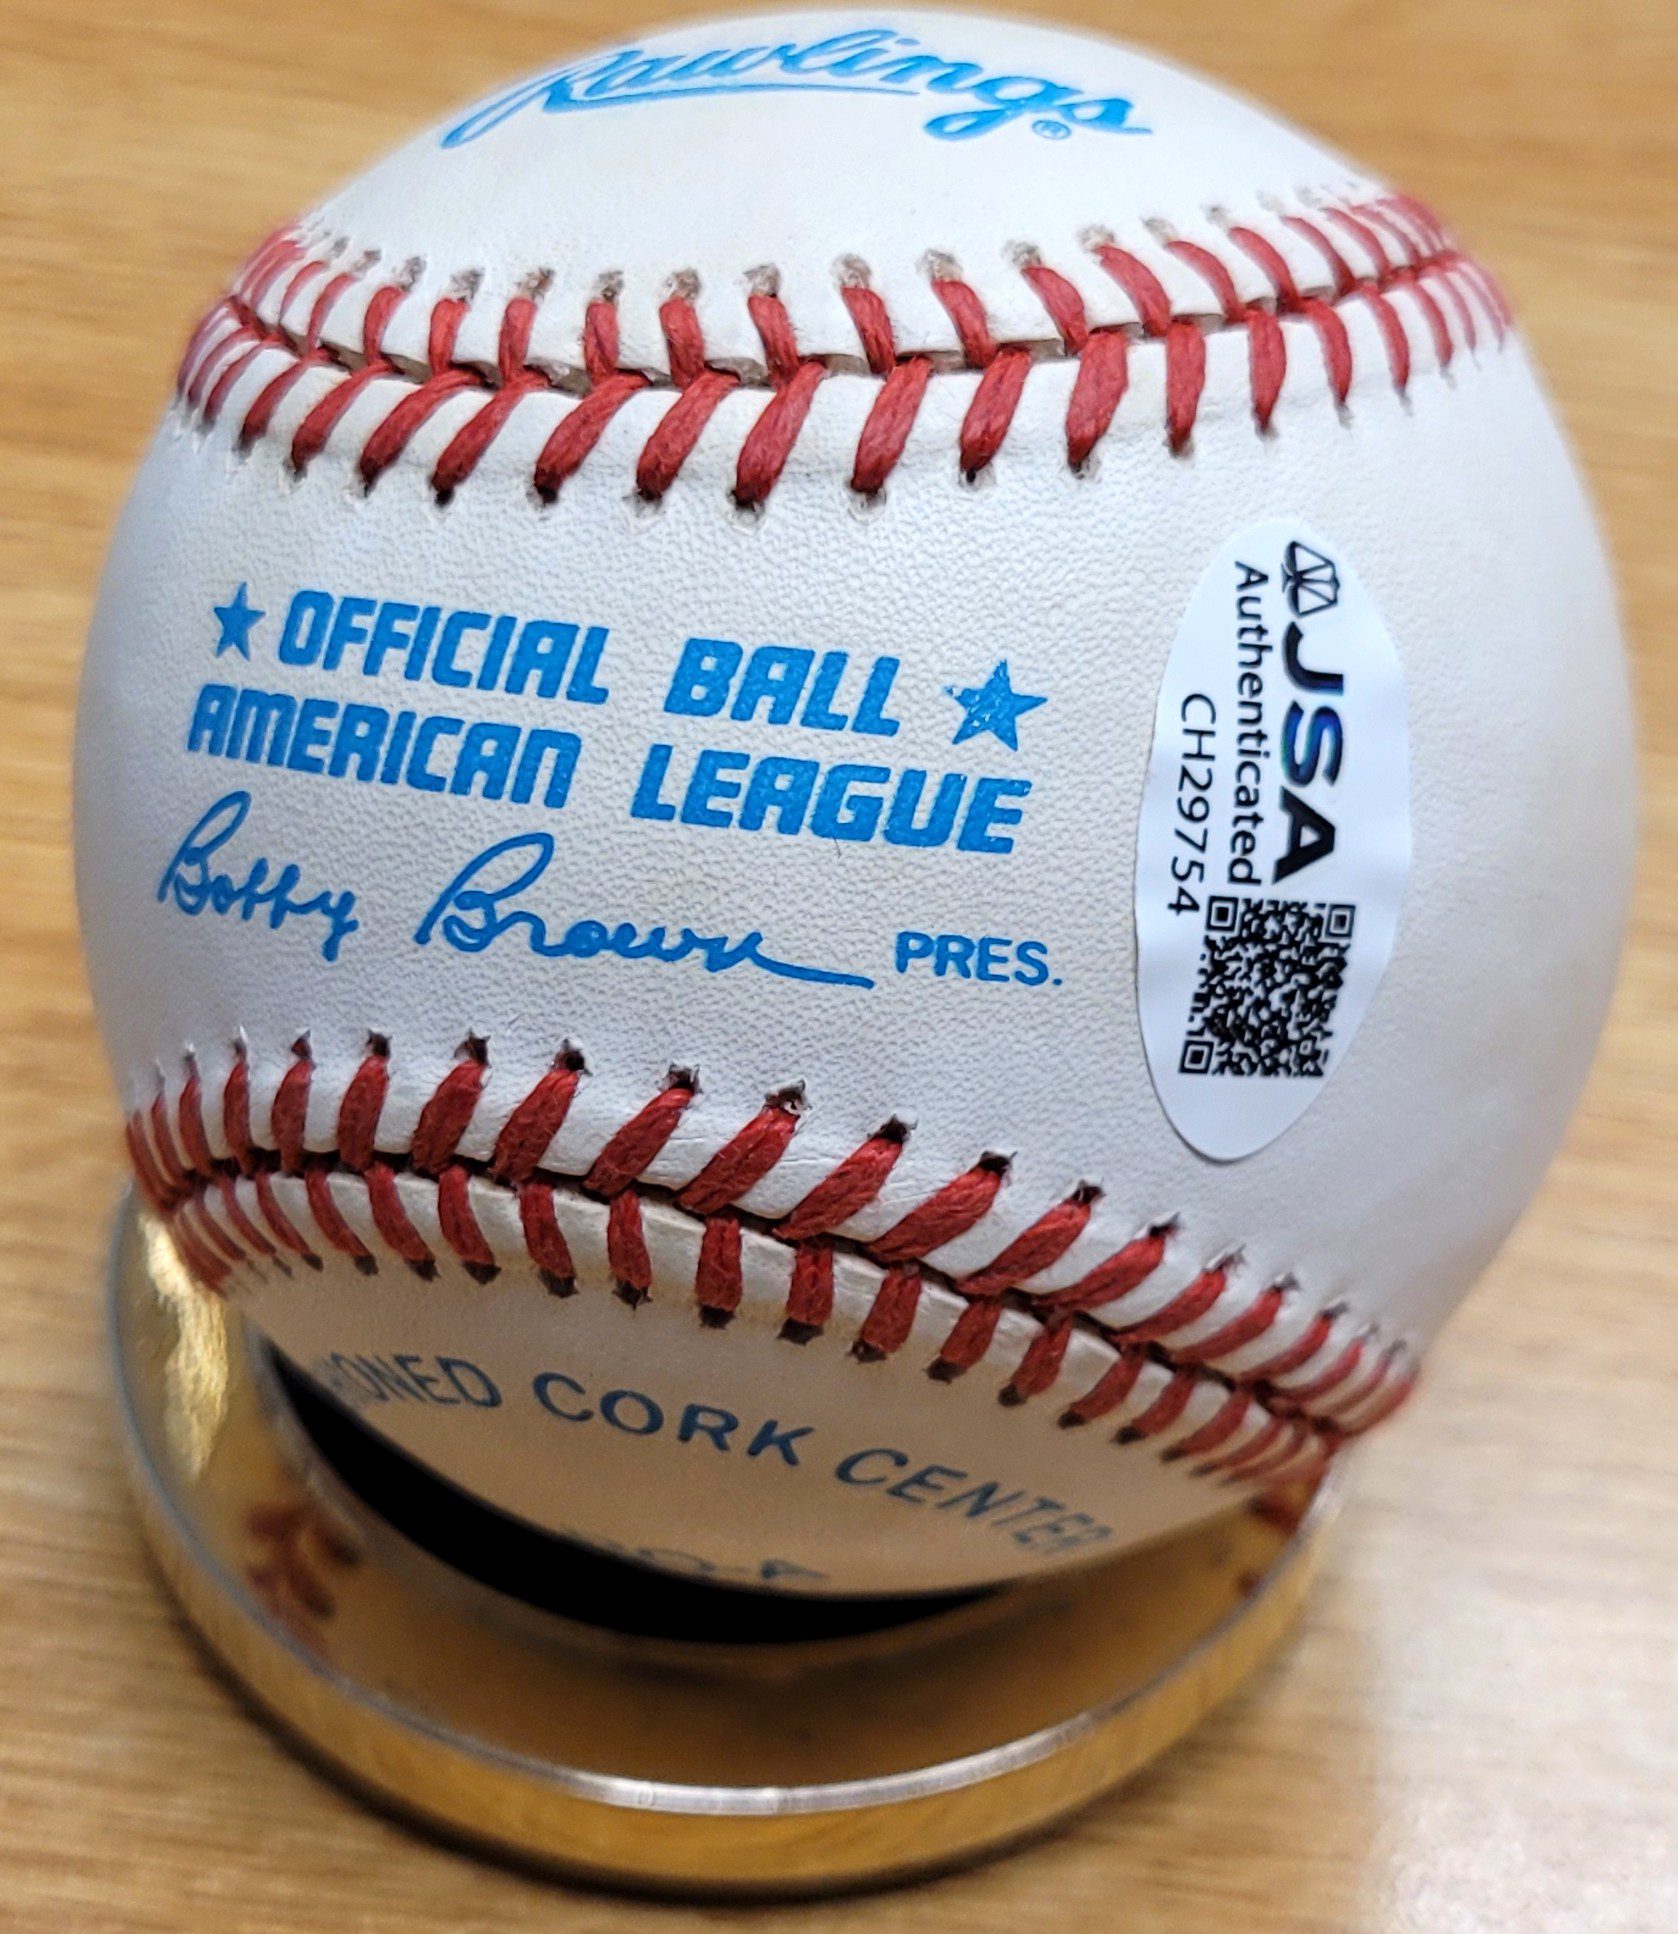 Rawlings®
★ OFFICIAL BALL ★
AMERICAN LEAGUE
Bobby Brown PRES.
JSA
Authenticated
CH29754
CORK CENTER